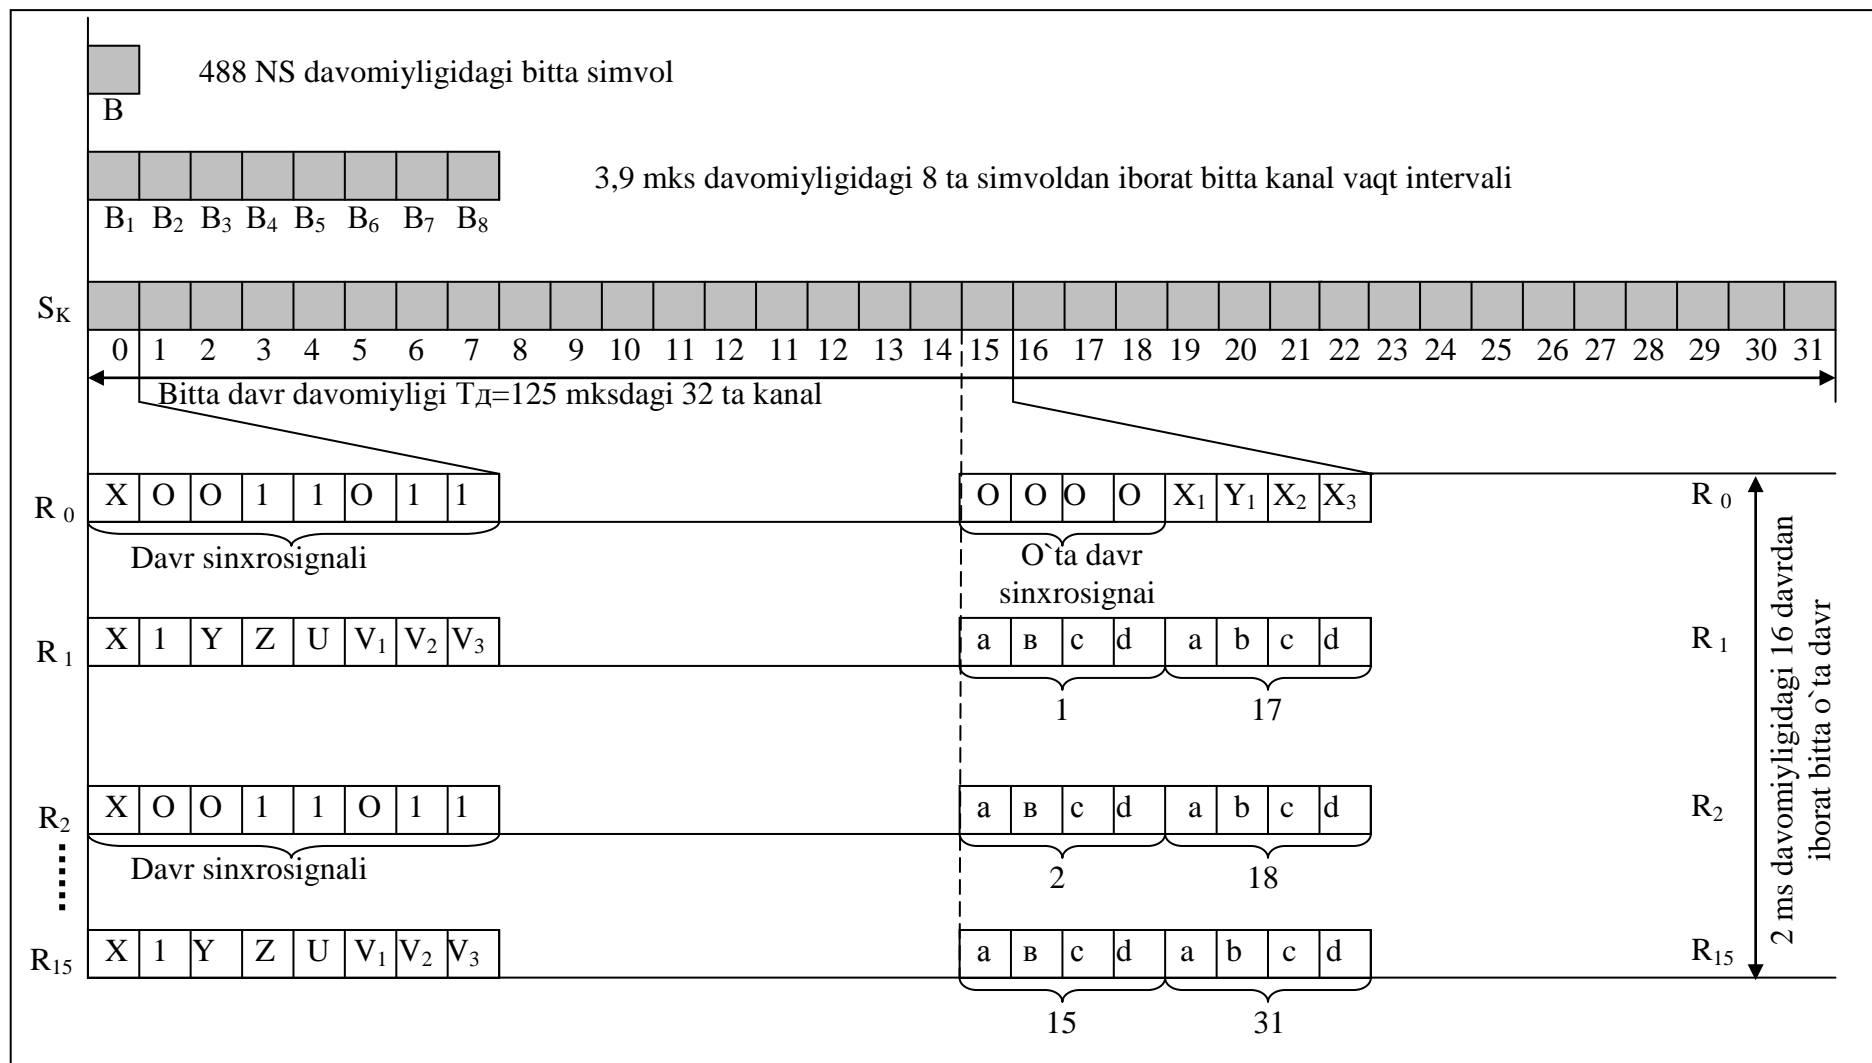 488 NS davomiyligidagi bitta simvol
B
3,9 mks davomiyligidagi 8 ta simvoldan iborat bitta kanal vaqt intervali
B1 B2 B3 B4 B5 B6 B7 B8
SK
0 1 2 3 4 5 6 7 8 9 10 11 12 11 12 13 14 15 16 17 18 19 20 21 22 23 24 25 26 27 28 29 30 31
Bitta davr davomiyligi Tд=125 mksdagi 32 ta kanal
R 0 X O O 1 1 O 1 1 O O O O X1 Y1 X2 X3 R 0
Davr sinxrosignali
O`ta davr
sinxrosignai
R 1 X 1 Y Z U V1 V2 V3 a в c d a b c d R 1
1 17
R2 X O O 1 1 O 1 1 a в c d a b c d R2
Davr sinxrosignali
2 18
R15 X 1 Y Z U V1 V2 V3 a в c d a b c d R15
15 31
2 ms davomiyligidagi 16 davrdan
iborat bitta o`ta davr